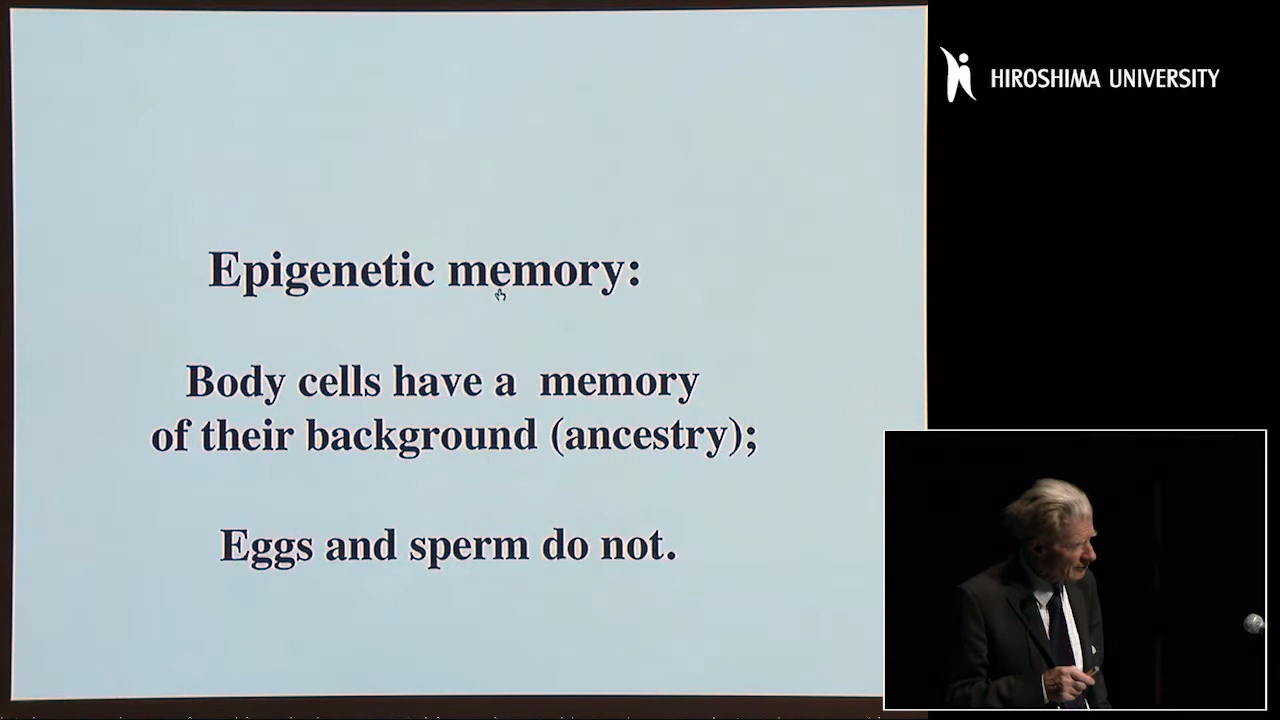 HIROSHIMA UNIVERSITY
Epigenetic memory:
Body cells have a memory
of their background (ancestry);
Eggs and sperm do not.